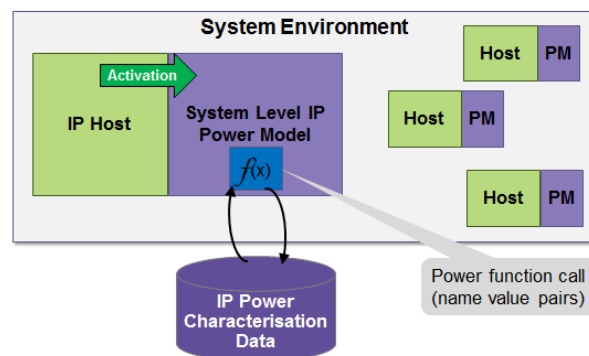 System Environment
Activation
IP Host
System Level IP
Power Model
f(x)
Host
PM
Host
PM
Host
PM
Power function call
(name value pairs)
IP Power
Characterisation
Data